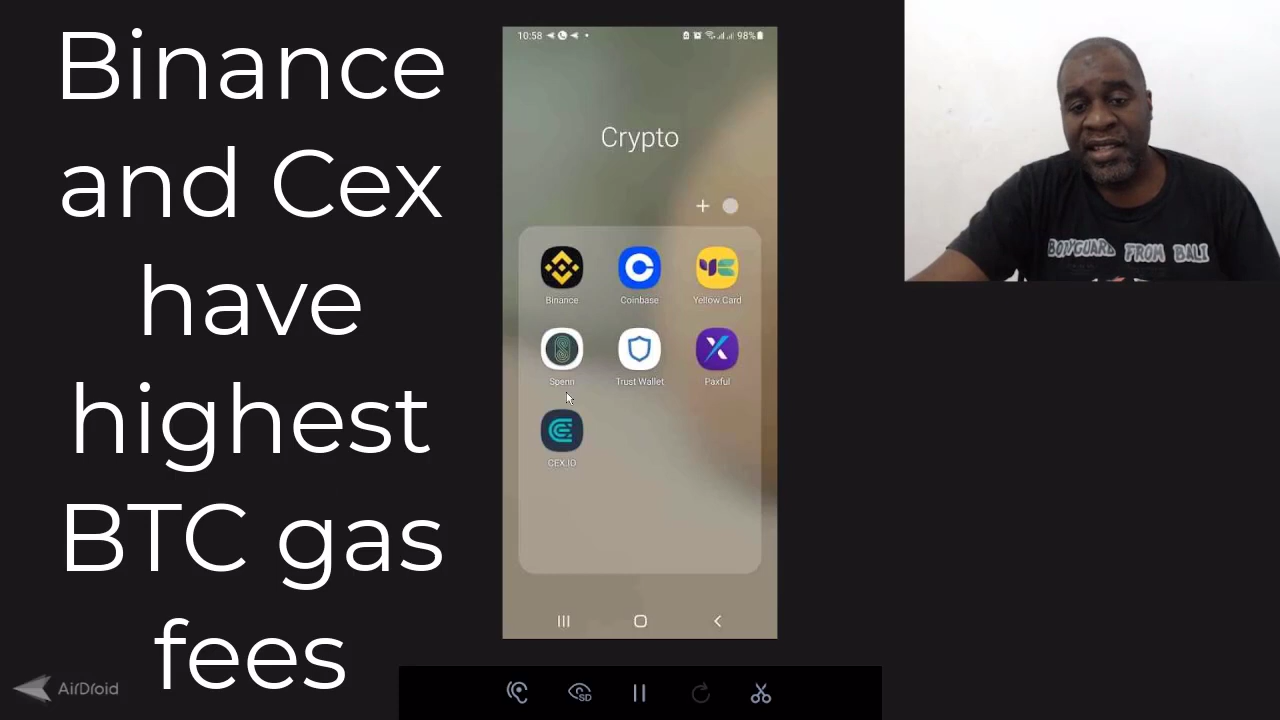 Binance
and Cex
have
highest
BTC gas
fees
10:58
98%
Crypto
Binance
Coinbase
Yellow Card
Spenn
Trust Wallet
Paxful
CEX.IO
BODYGUARD FROM BALI
AirDroid
SD